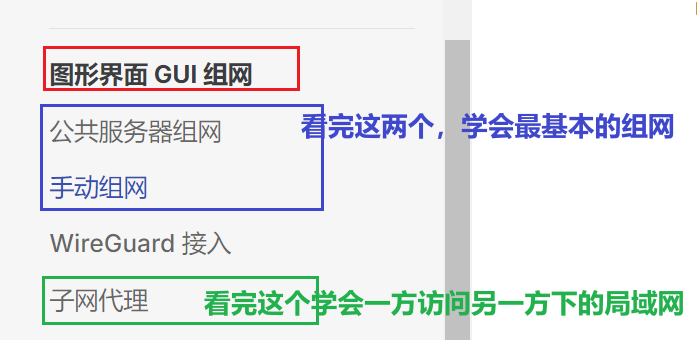 图形界面 GUI 组网
公共服务器组网
看完这两个，学会最基本的组网
手动组网
WireGuard 接入
子网代理
看完这个学会一方访问另一方下的局域网